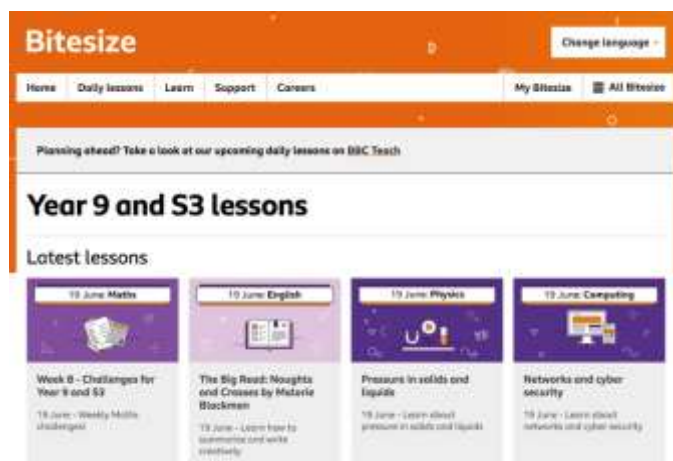 Bitesize
Change language
Home Daily lessons Learn Support Careers My Bitesize All Bitesize
Planning ahead? Take a look at our upcoming daily lessons on BBC Teach
Year 9 and S3 lessons
Latest lessons
19 June: Maths
19 June: English
19 June: Physics
19 June: Computing
Week 8 - Challenges for
Year 9 and S3
19 June - Weekly Maths
challenges!
The Big Read: Noughts
and Crosses by Malorie
Blackman
19 June - Learn how to
summarise and write
creatively
Pressure in solids and
liquids
19 June - Learn about
pressure in solids and liquids
Networks and cyber
security
19 June - Learn about
networks and cyber security